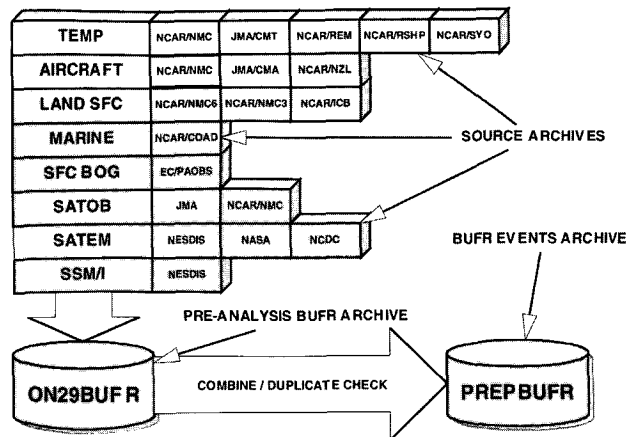 TEMP NCAR/NMC JMA/CMT NCAR/REM NCAR/RSHP NCAR/SYO
AIRCRAFT NCAR/NMC JMA/CMA NCAR/NZL
LAND SFC NCAR/NMC6 NCAR/NMC3 NCAR/ICB
MARINE NCAR/COAD
SOURCE ARCHIVES
SFC BOG EC/PAOBS
SATOB JMA NCAR/NMC
SATEM NESDIS NASA NCDC
BUFR EVENTS ARCHIVE
SSM/I NESDIS
PRE-ANALYSIS BUFR ARCHIVE
ON29BUFR COMBINE / DUPLICATE CHECK PREPBUFR